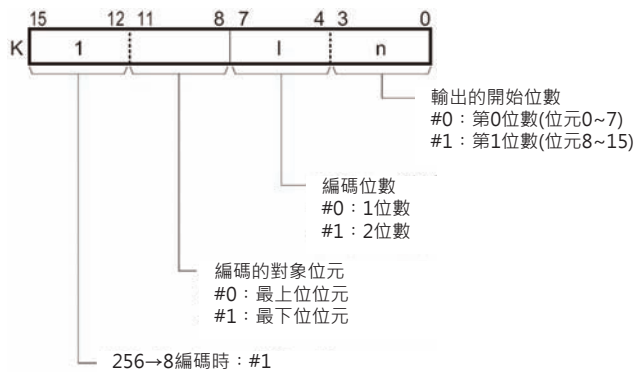 15 12 11 8 7 4 3 0
K 1 l n
輸出的開始位數
#0：第0位數(位元0~7)
#1：第1位數(位元8~15)
編碼位數
#0：1位數
#1：2位數
編碼的對象位元
#0：最上位位元
#1：最下位位元
256→8編碼時：#1